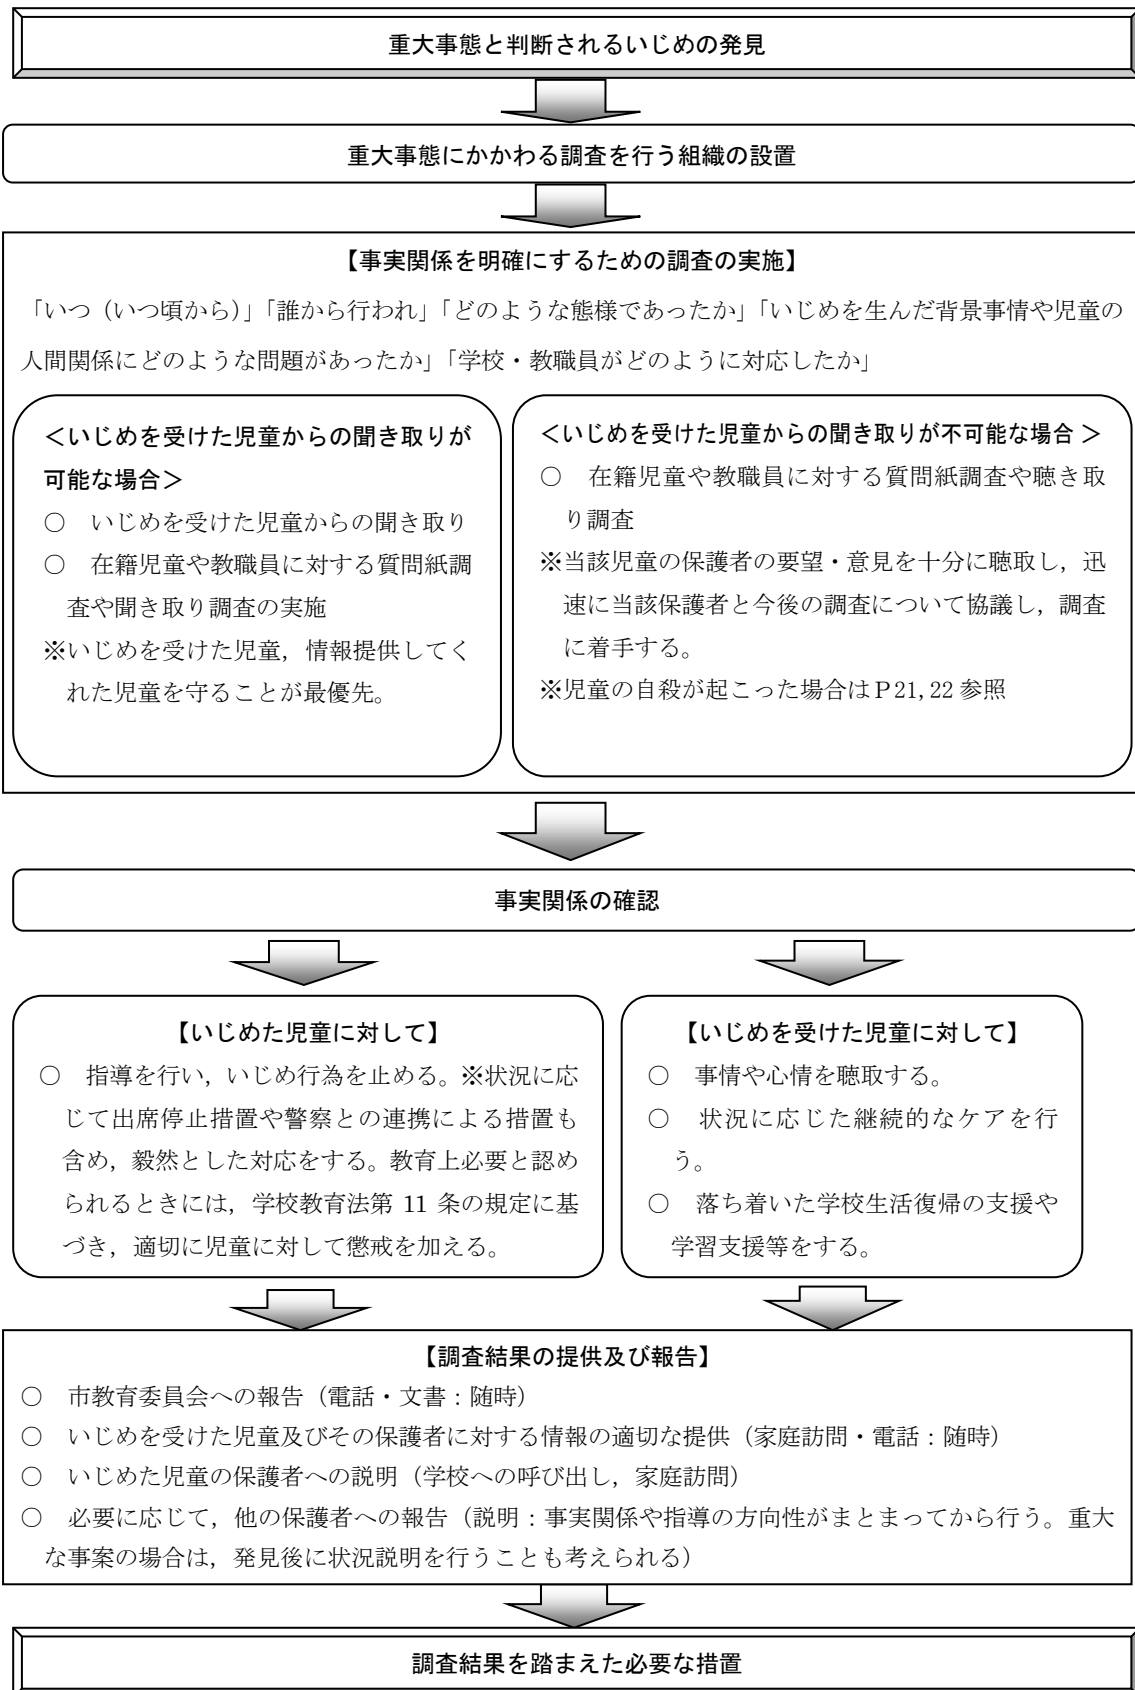 重大事態と判断されるいじめの発見
重大事態にかかわる調査を行う組織の設置
【事実関係を明確にするための調査の実施】
「いつ（いつ頃から）」「誰から行われ」「どのような態様であったか」「いじめを生んだ背景事情や児童の
人間関係にどのような問題があったか」「学校・教職員がどのように対応したか」
＜いじめを受けた児童からの聞き取りが
可能な場合＞
○　いじめを受けた児童からの聞き取り
○　在籍児童や教職員に対する質問紙調
査や聞き取り調査の実施
※いじめを受けた児童，情報提供してく
れた児童を守ることが最優先。
＜いじめを受けた児童からの聞き取りが不可能な場合＞
○　在籍児童や教職員に対する質問紙調査や聴き取
り調査
※当該児童の保護者の要望・意見を十分に聴取し，迅
速に当該保護者と今後の調査について協議し，調査
に着手する。
※児童の自殺が起こった場合はＰ21,22 参照
事実関係の確認
【いじめた児童に対して】
○　指導を行い，いじめ行為を止める。※状況に応
じて出席停止措置や警察との連携による措置も
含め，毅然とした対応をする。教育上必要と認め
られるときには，学校教育法第 11 条の規定に基
づき，適切に児童に対して懲戒を加える。
【いじめを受けた児童に対して】
○　事情や心情を聴取する。
○　状況に応じた継続的なケアを行
う。
○　落ち着いた学校生活復帰の支援や
学習支援等をする。
【調査結果の提供及び報告】
○　市教育委員会への報告（電話・文書：随時）
○　いじめを受けた児童及びその保護者に対する情報の適切な提供（家庭訪問・電話：随時）
○　いじめた児童の保護者への説明（学校への呼び出し，家庭訪問）
○　必要に応じて，他の保護者への報告（説明：事実関係や指導の方向性がまとまってから行う。重大
な事案の場合は，発見後に状況説明を行うことも考えられる）
調査結果を踏まえた必要な措置